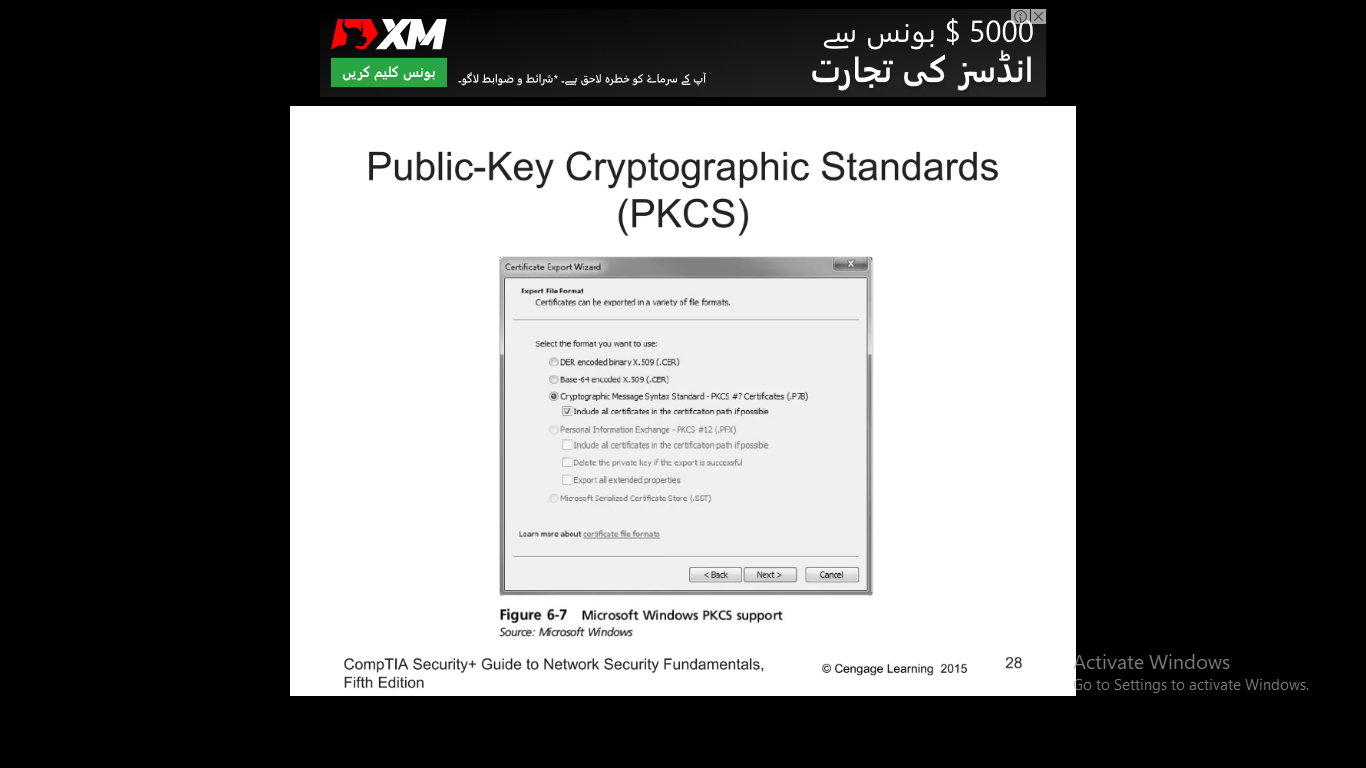 XM
5000 $ بونس سے
انڈسز کی تجارت
بونس کلیم کریں
آپ کے سرمائے کو خطرہ لاحق ہے۔ *شرائط و ضوابط لاگو۔
Public-Key Cryptographic Standards
(PKCS)
Certificate Export Wizard
X
Export File Format
Certificates can be exported in a variety of file formats.
Select the format you want to use:
DER encoded binary X.509 (.CER)
Base-64 encoded X.509 (.CER)
Cryptographic Message Syntax Standard - PKCS #7 Certificates (.P7B)
Include all certificates in the certification path if possible
Personal Information Exchange - PKCS #12 (.PFX)
Include all certificates in the certification path if possible
Delete the private key if the export is successful
Export all extended properties
Microsoft Serialized Certificate Store (.SST)
Learn more about certificate file formats
< Back Next > Cancel
Figure 6-7 Microsoft Windows PKCS support
Source: Microsoft Windows
CompTIA Security+ Guide to Network Security Fundamentals,
Fifth Edition
© Cengage Learning 2015
28
Activate Windows
Go to Settings to activate Windows.